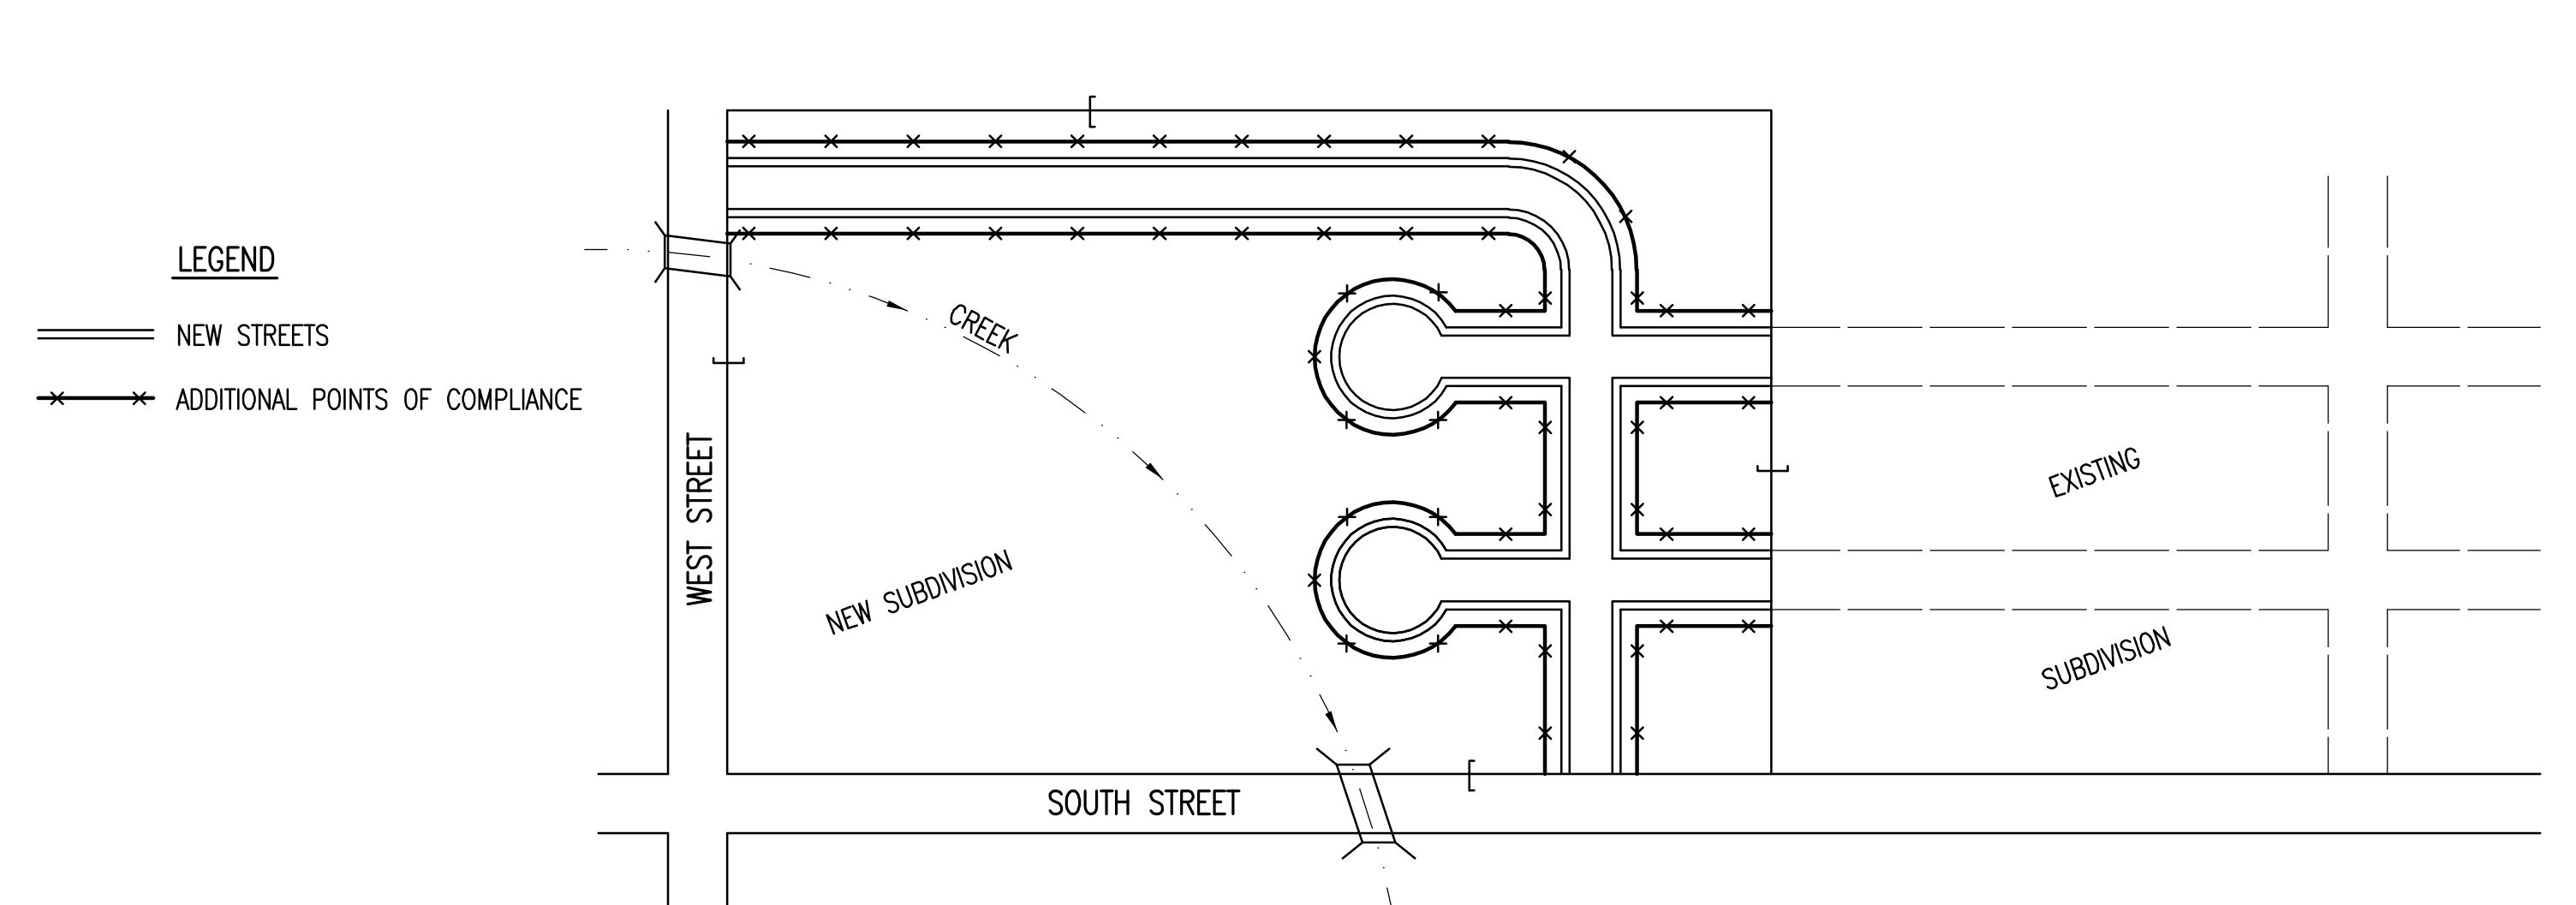 LEGEND
NEW STREETS
ADDITIONAL POINTS OF COMPLIANCE
CREEK
WEST STREET
NEW SUBDIVISION
EXISTING
SUBDIVISION
SOUTH STREET